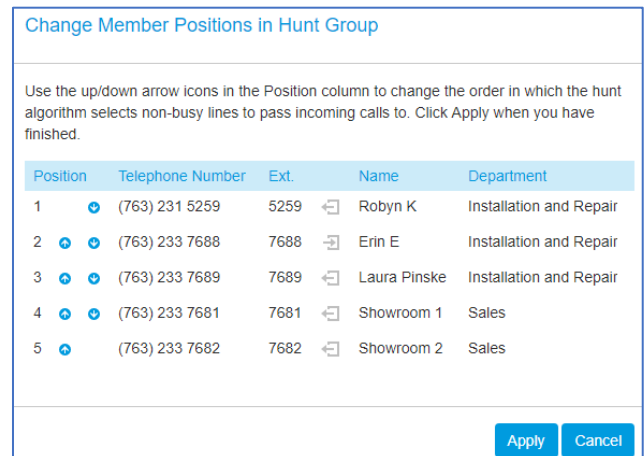 Change Member Positions in Hunt Group
Use the up/down arrow icons in the Position column to change the order in which the hunt
algorithm selects non-busy lines to pass incoming calls to. Click Apply when you have
finished.
Position Telephone Number Ext. Name Department
1 (763) 231 5259 5259 Robyn K Installation and Repair
2 (763) 233 7688 7688 Erin E Installation and Repair
3 (763) 233 7689 7689 Laura Pinske Installation and Repair
4 (763) 233 7681 7681 Showroom 1 Sales
5 (763) 233 7682 7682 Showroom 2 Sales
Apply Cancel